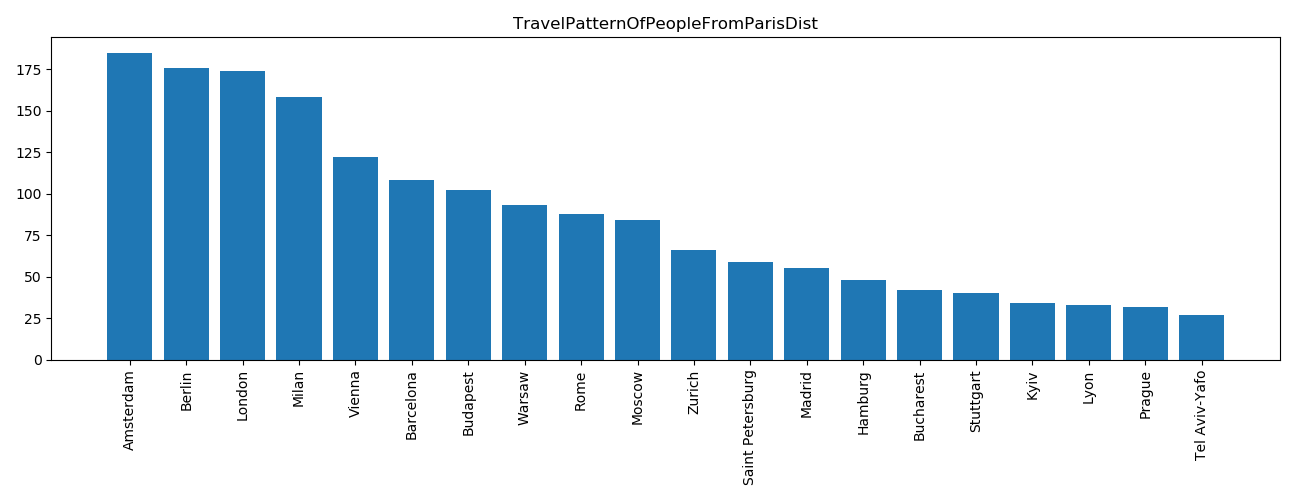 TravelPatternOfPeopleFromParisDist
175
150
125
100
75
50
25
0
Amsterdam
Berlin
London
Milan
Vienna
Barcelona
Budapest
Warsaw
Rome
Moscow
Zurich
Saint Petersburg
Madrid
Hamburg
Bucharest
Stuttgart
Kyiv
Lyon
Prague
Tel Aviv-Yafo